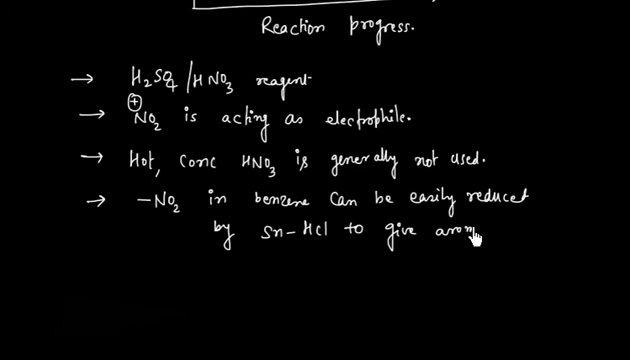 Reaction progress.
→ H₂SO₄/HNO₃ reagent
→ ⊕NO₂ is acting as electrophile.
→ Hot, conc HNO₃ is generally not used.
→ -NO₂ in benzene can be easily reduced
by Sn-HCl to give arom